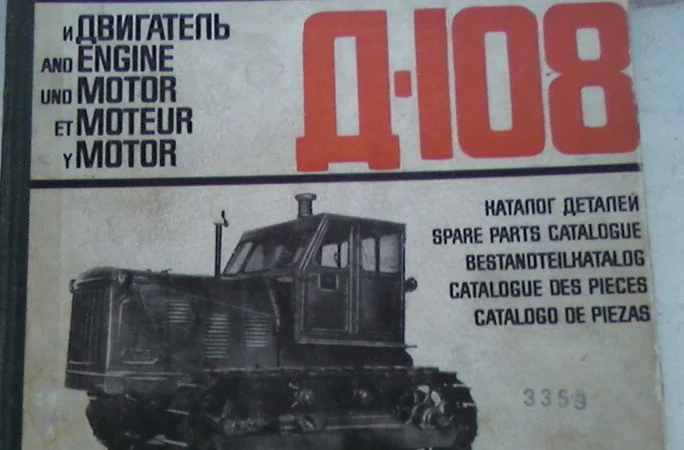 и ДВИГАТЕЛЬ
AND ENGINE
UND MOTOR
ET MOTEUR
Y MOTOR
Д-108
КАТАЛОГ ДЕТАЛЕЙ
SPARE PARTS CATALOGUE
BESTANDTEILKATALOG
CATALOGUE DES PIECES
CATALOGO DE PIEZAS
3359